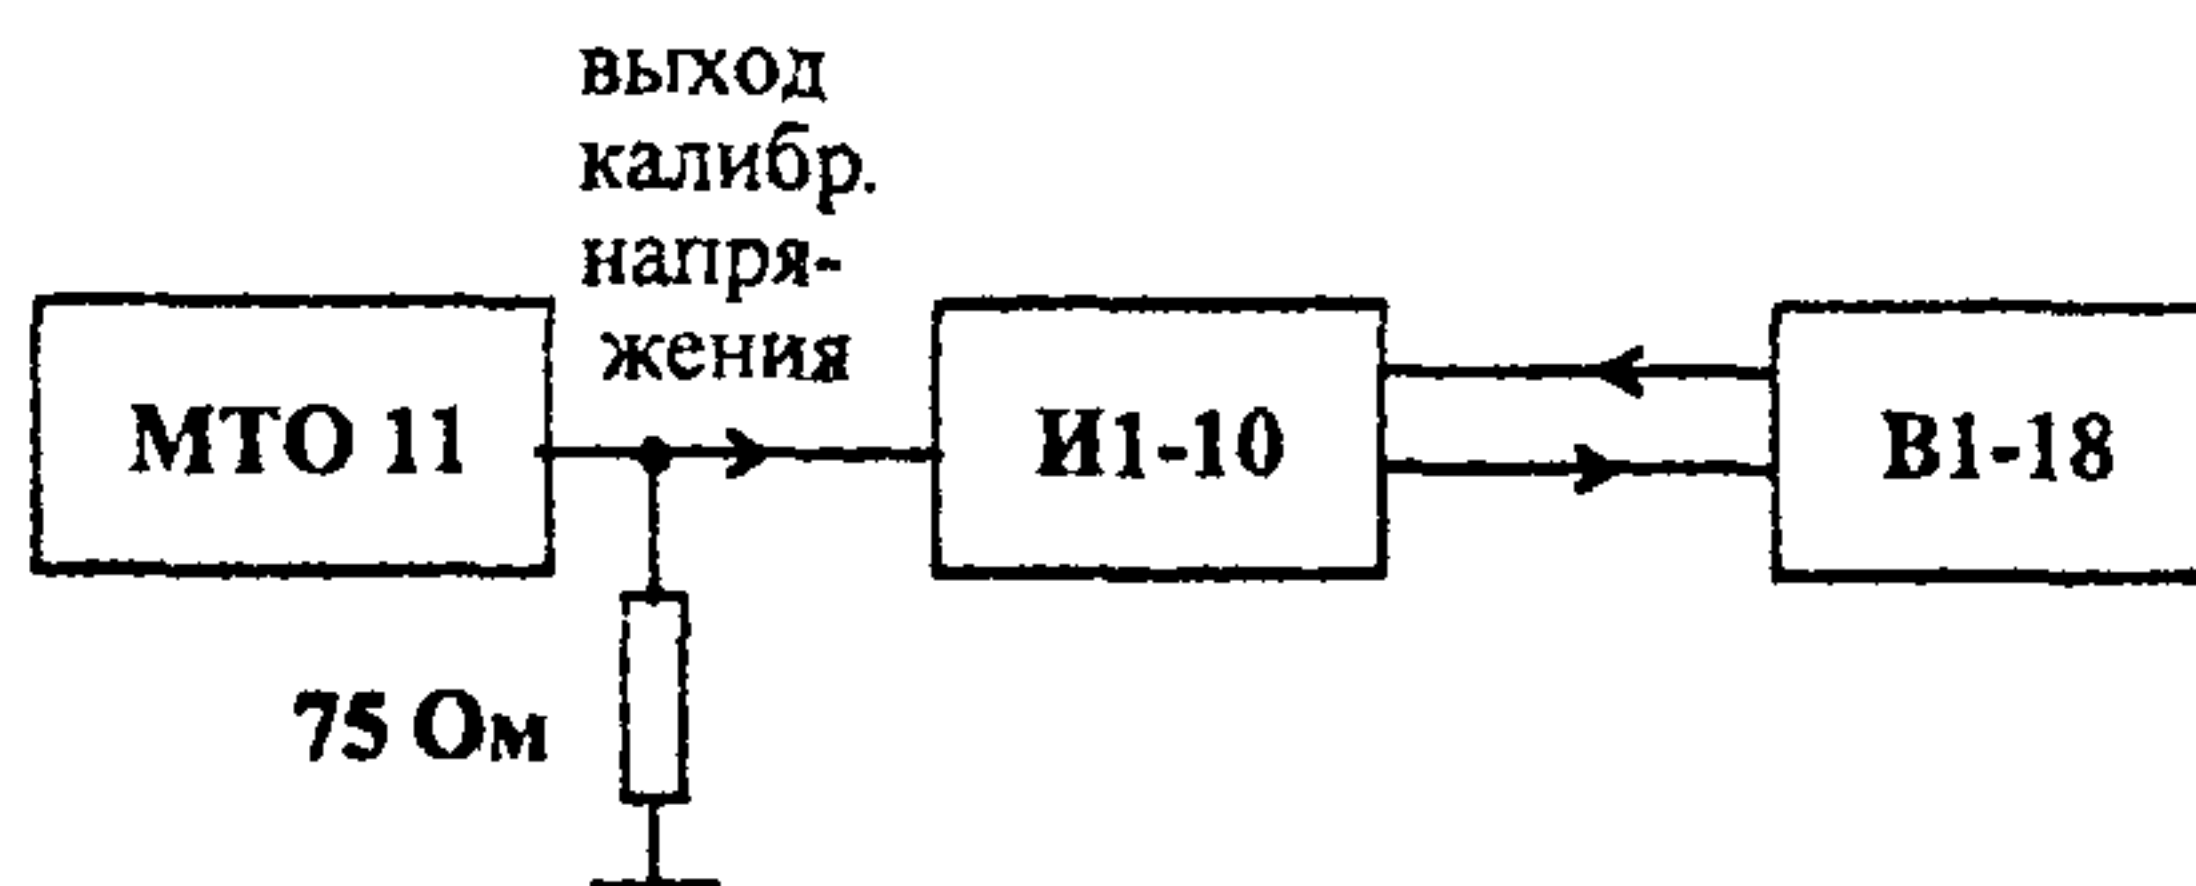 выход
калибр.
напря-
жения
МТО 11
И1-10
В1-18
75 Ом